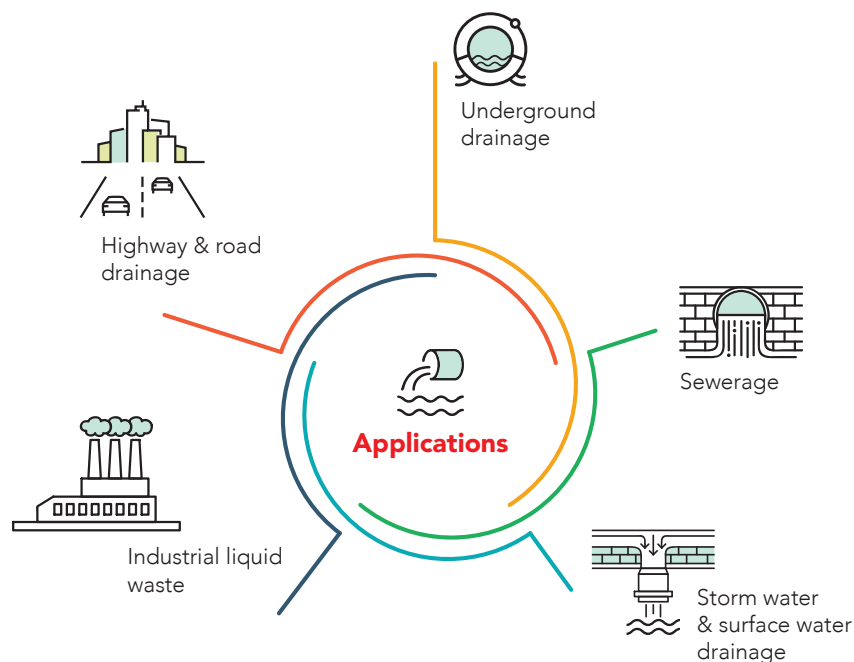 Underground
drainage
Highway & road
drainage
Sewerage
Applications
Industrial liquid
waste
Storm water
& surface water
drainage